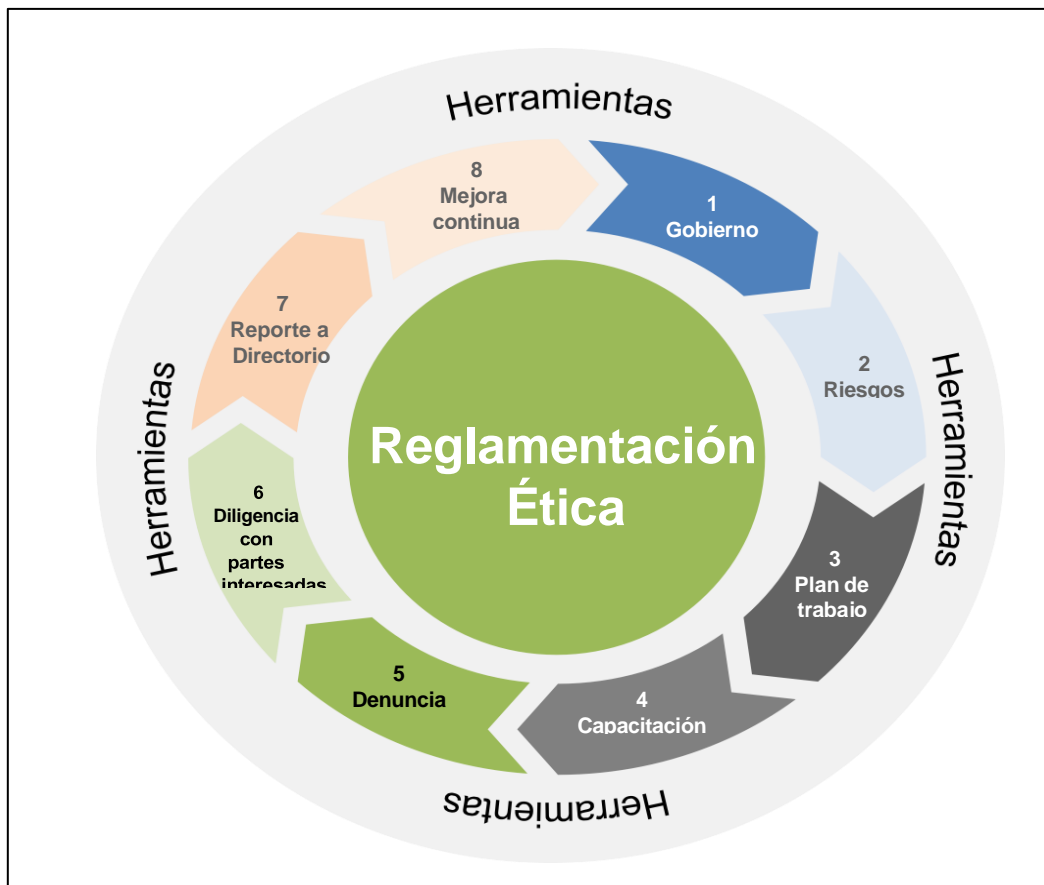 Herramientas
8
Mejora
continua
1
Gobierno
2
Riesgos
Herramientas
3
Plan de
trabajo
4
Capacitación
5
Denuncia
6
Diligencia
con
partes
interesadas
7
Reporte a
Directorio
Herramientas
Reglamentación
Ética
Herramientas